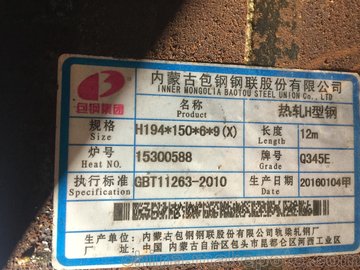 内蒙古包钢钢联股份有限公司
INNER MONGOLIA BAOTOU STEEL UNION Co., LTD
包钢集团
名称 热轧H型钢
Product
规格 H194*150*6*9(X) 长度 12m
Size Length
炉号 15300588 牌号 Q345E
Heat NO. Grade
执行标准 GBT11263-2010 生产日期 20160104甲
Specification Date
生产单位: 内蒙古包钢钢联股份有限公司轨梁轧钢厂
厂 址: 中国 内蒙古自治区包头市昆都仑区河西工业区